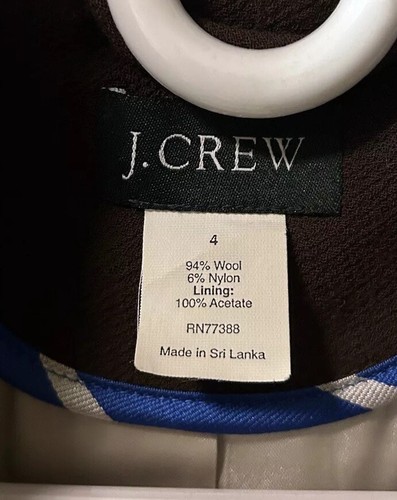 J.CREW
4
94% Wool
6% Nylon
Lining:
100% Acetate
RN77388
Made in Sri Lanka